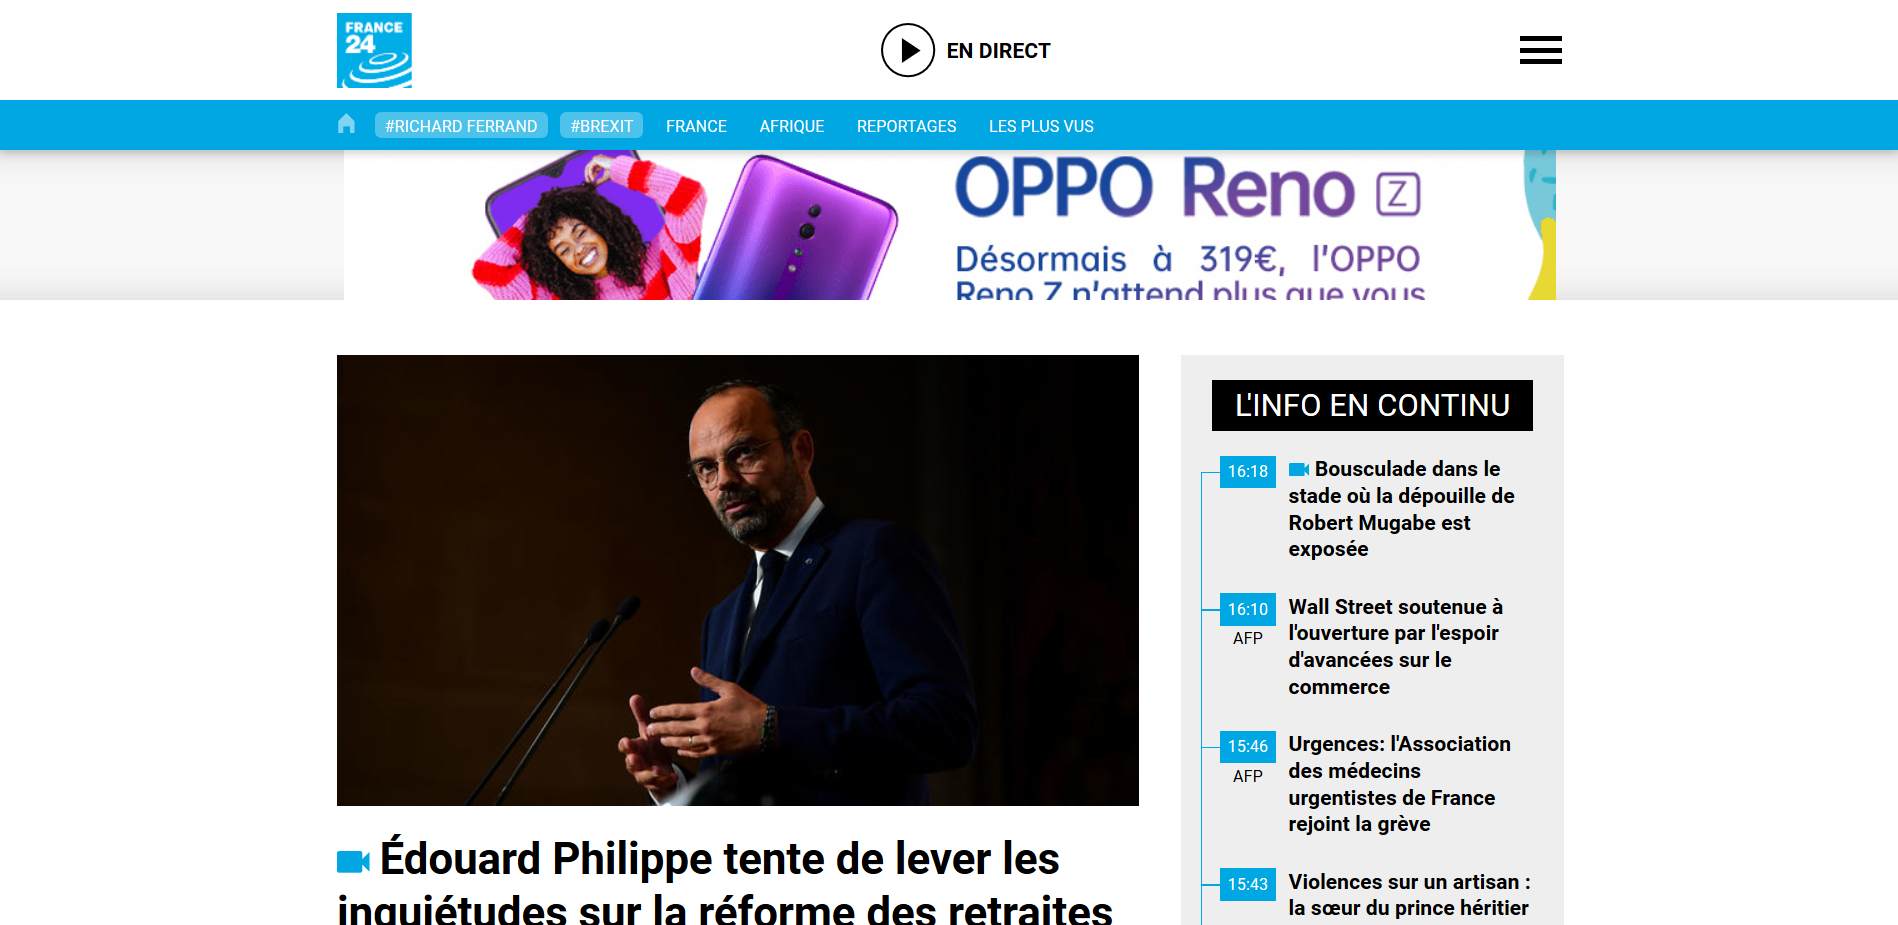 FRANCE
24
EN DIRECT
#RICHARD FERRAND #BREXIT FRANCE AFRIQUE REPORTAGES LES PLUS VUS
OPPO Reno Z
Désormais à 319€, l'OPPO
Reno Z n'attend plus que vous
L'INFO EN CONTINU
16:18
Bousculade dans le
stade où la dépouille de
Robert Mugabe est
exposée
16:10
AFP
Wall Street soutenue à
l'ouverture par l'espoir
d'avancées sur le
commerce
15:46
AFP
Urgences: l'Association
des médecins
urgentistes de France
rejoint la grève
15:43
Violences sur un artisan :
la sœur du prince héritier
Édouard Philippe tente de lever les
inquiétudes sur la réforme des retraites